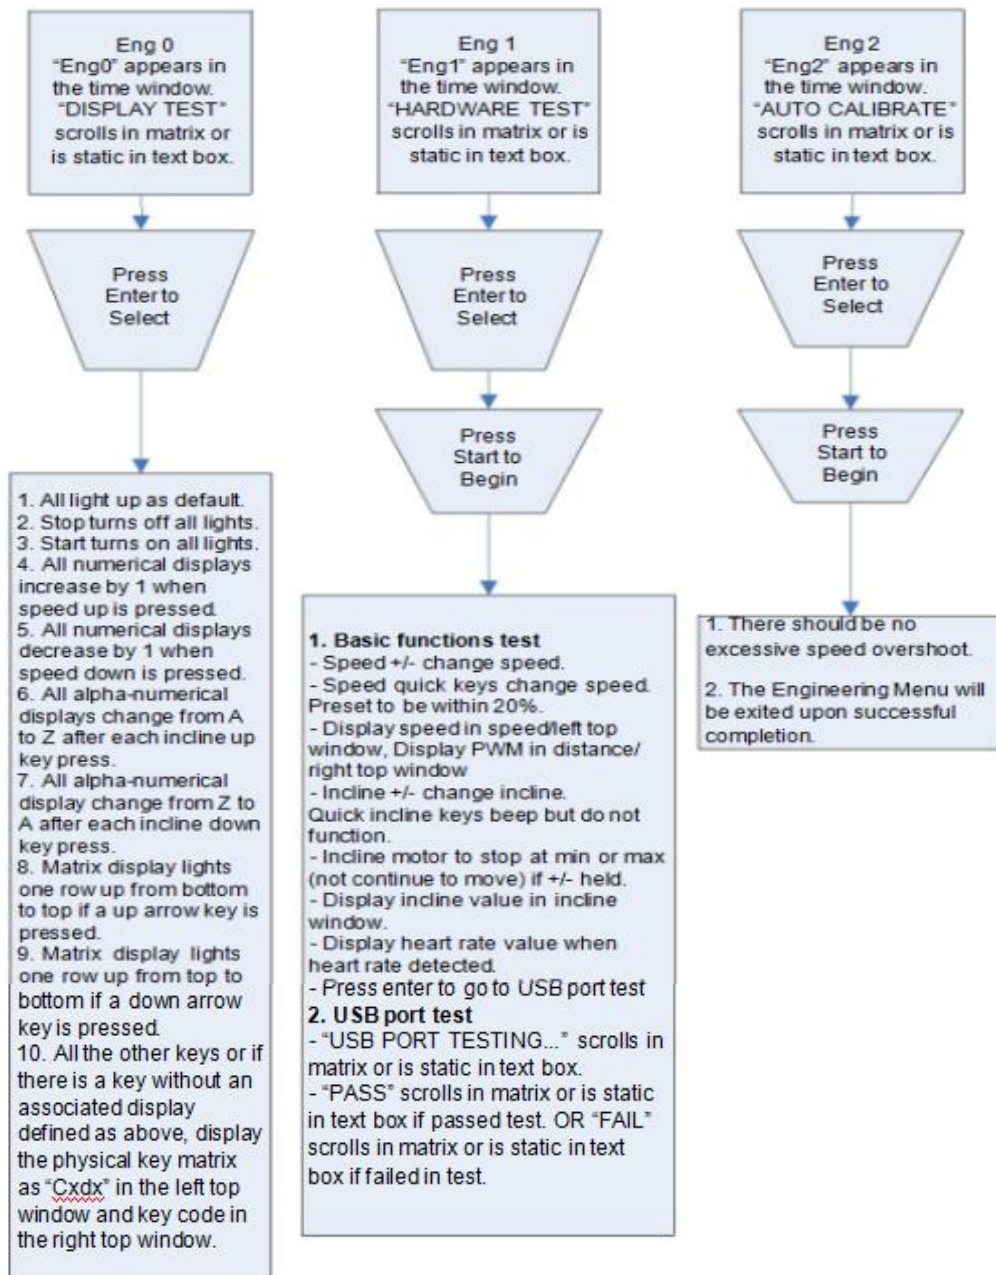 Eng 0
“Eng0” appears in
the time window.
“DISPLAY TEST”
scrolls in matrix or
is static in text box.
Press
Enter to
Select
1. All light up as default.
2. Stop turns off all lights.
3. Start turns on all lights.
4. All numerical displays
increase by 1 when
speed up is pressed.
5. All numerical displays
decrease by 1 when
speed down is pressed.
6. All alpha-numerical
displays change from A
to Z after each incline up
key press.
7. All alpha-numerical
display change from Z to
A after each incline down
key press.
8. Matrix display lights
one row up from bottom
to top if a up arrow key is
pressed.
9. Matrix display lights
one row up from top to
bottom if a down arrow
key is pressed.
10. All the other keys or if
there is a key without an
associated display
defined as above, display
the physical key matrix
as “Cxdx” in the left top
window and key code in
the right top window.
Eng 1
“Eng1” appears in
the time window.
“HARDWARE TEST”
scrolls in matrix or is
static in text box.
Press
Enter to
Select
Press
Start to
Begin
1. Basic functions test
- Speed +/- change speed.
- Speed quick keys change speed.
Preset to be within 20%.
- Display speed in speed/left top
window, Display PWM in distance/
right top window
- Incline +/- change incline.
Quick incline keys beep but do not
function.
- Incline motor to stop at min or max
(not continue to move) if +/- held.
- Display incline value in incline
window.
- Display heart rate value when
heart rate detected.
- Press enter to go to USB port test
2. USB port test
- “USB PORT TESTING...” scrolls in
matrix or is static in text box.
- “PASS” scrolls in matrix or is static
in text box if passed test. OR “FAIL”
scrolls in matrix or is static in text
box if failed in test.
Eng 2
“Eng2” appears in
the time window.
“AUTO CALIBRATE”
scrolls in matrix or is
static in text box.
Press
Enter to
Select
Press
Start to
Begin
1. There should be no
excessive speed overshoot.
2. The Engineering Menu will
be exited upon successful
completion.